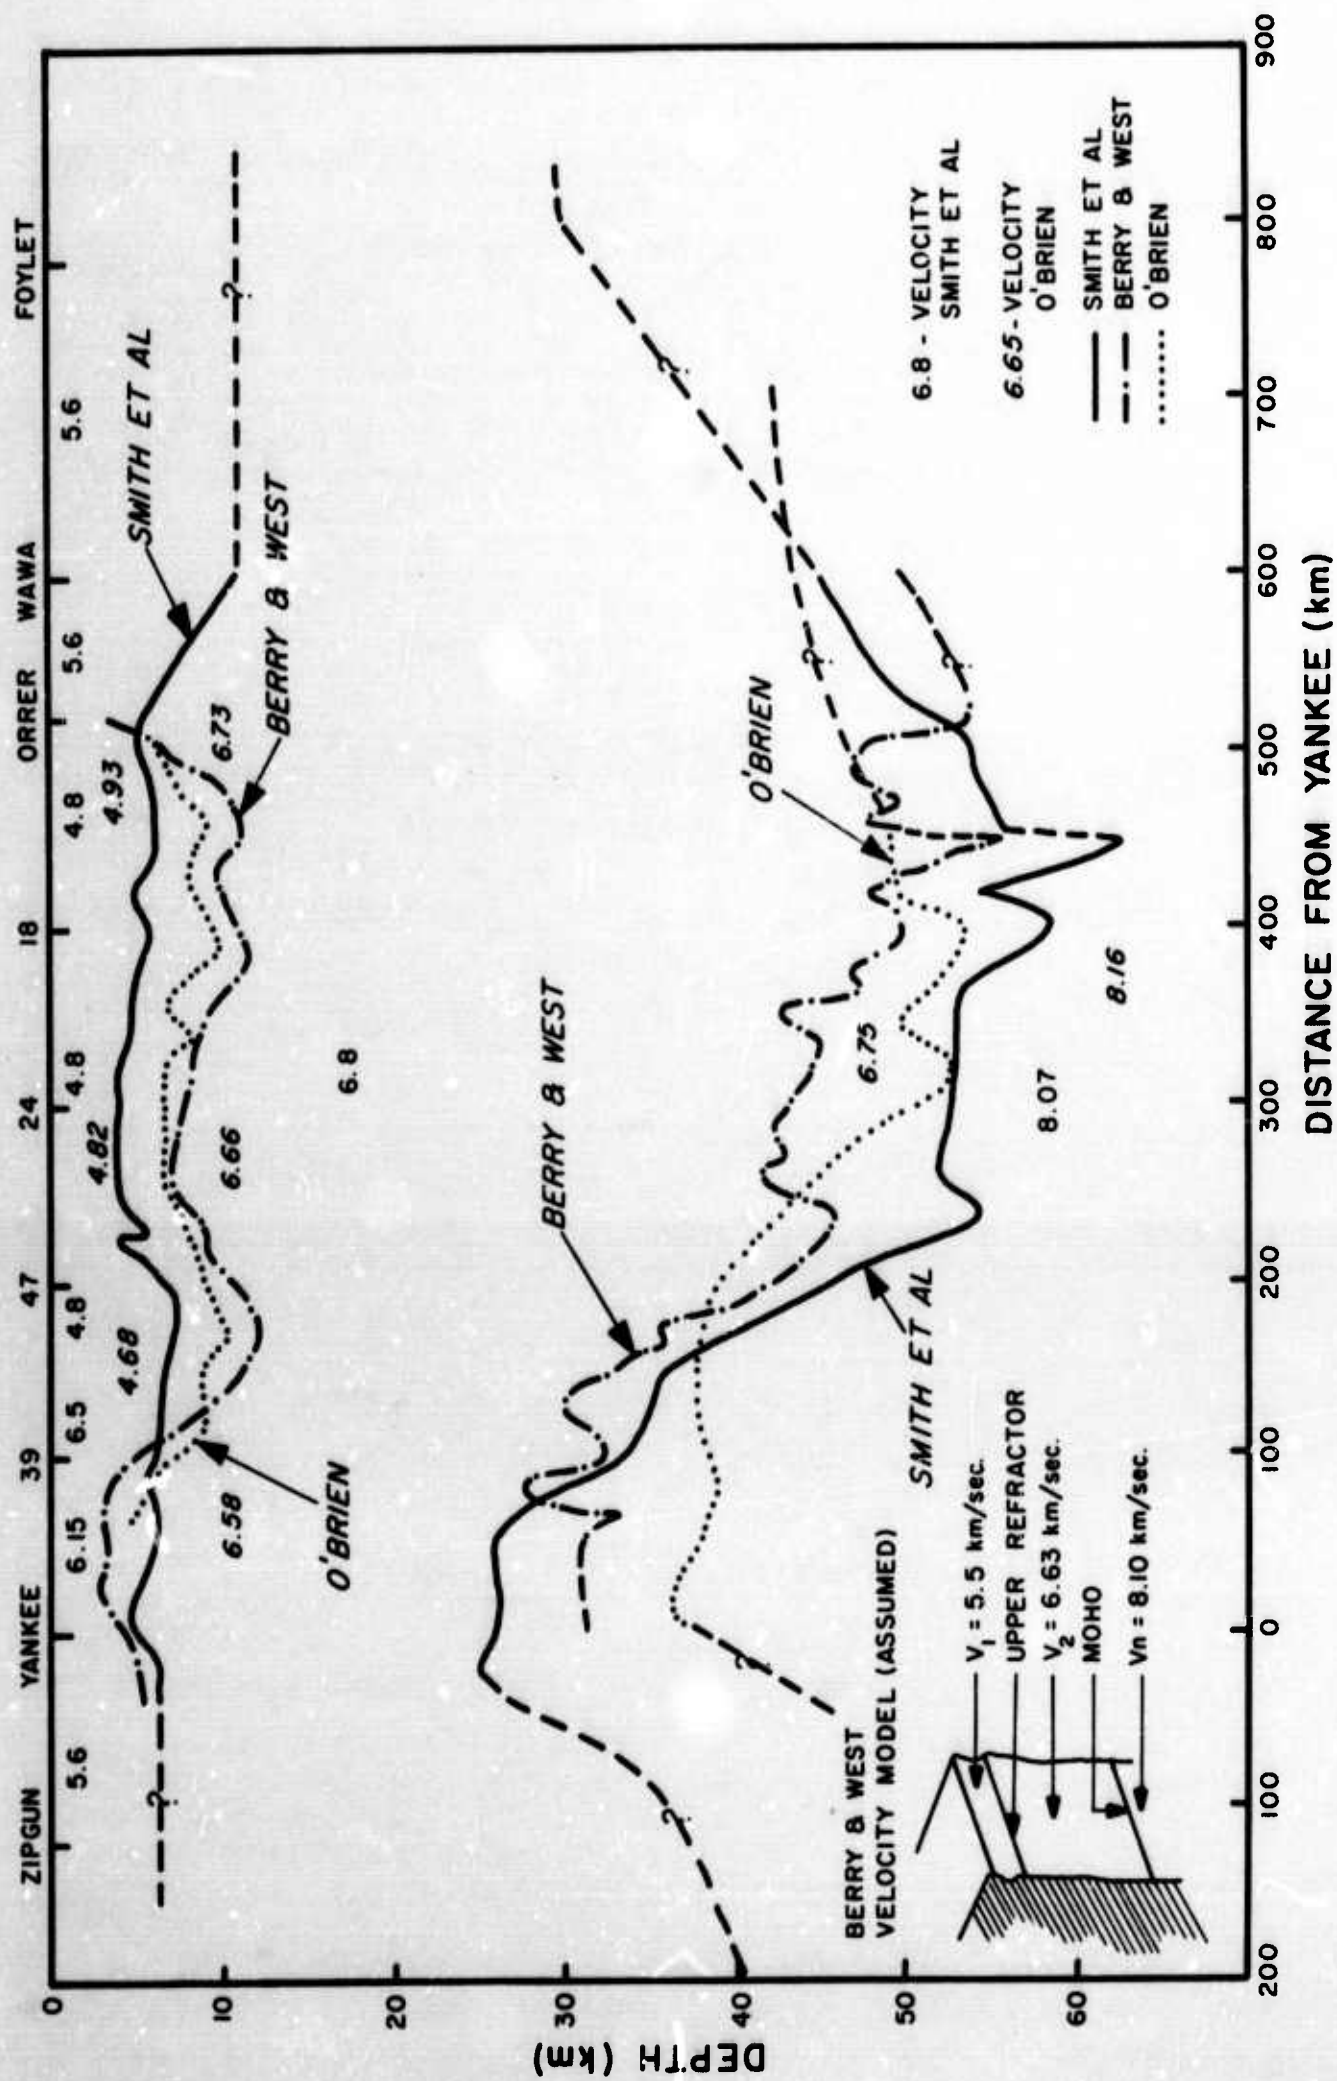 ZIPGUN YANKEE 39 47 24 18 ORRER WAWA FOYLET
5.6 6.15 6.5 4.8 4.8 4.8 5.6 5.6
4.68 4.82 4.93
SMITH ET AL
6.58 6.66 6.73
BERRY & WEST
O'BRIEN
6.8
BERRY & WEST
O'BRIEN
6.75
SMITH ET AL
8.07
8.16
?
?
?
?
?
?
?
BERRY & WEST
VELOCITY MODEL (ASSUMED)
V1 = 5.5 km/sec.
UPPER REFRACTOR
V2 = 6.63 km/sec.
MOHO
Vn = 8.10 km/sec.
6.8 - VELOCITY
SMITH ET AL
6.65 - VELOCITY
O'BRIEN
SMITH ET AL
BERRY & WEST
O'BRIEN
0
10
20
30
40
50
60
DEPTH (km)
200 100 0 100 200 300 400 500 600 700 800 900
DISTANCE FROM YANKEE (km)